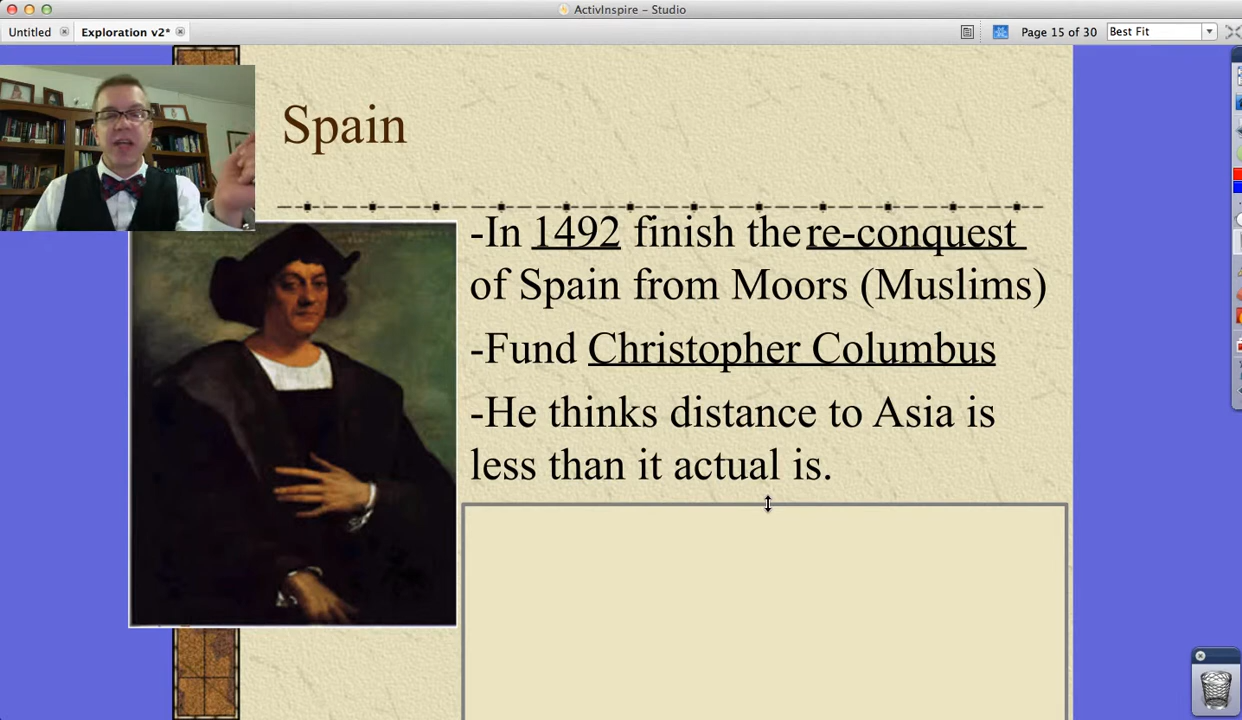 ActivInspire – Studio
Untitled
Exploration v2*
Page 15 of 30
Best Fit
Spain
-In 1492 finish the re-conquest
of Spain from Moors (Muslims)
-Fund Christopher Columbus
-He thinks distance to Asia is
less than it actual is.